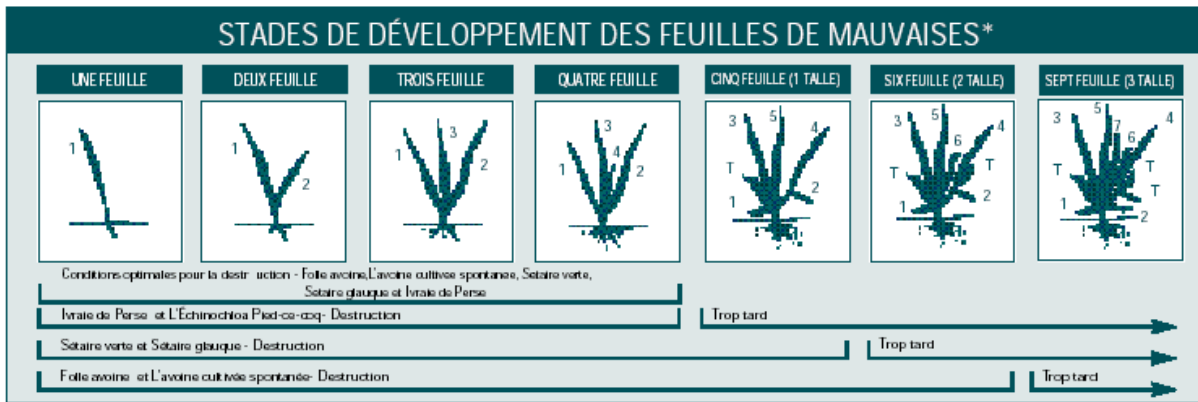 STADES DE DÉVELOPPEMENT DES FEUILLES DE MAUVAISES*
UNE FEUILLE
DEUX FEUILLE
TROIS FEUILLE
QUATRE FEUILLE
CINQ FEUILLE (1 TALLE)
SIX FEUILLE (2 TALLE)
SEPT FEUILLE (3 TALLE)
1
1 2
1 3 2
1 3 4 2
3 5 4 T 1 2
3 5 6 4 T T 1 2
3 5 7 6 4 T T T 1 2
Conditions optimales pour la destr uction - Folle avoine,L'avoine cultivee spontanee, Setaire verte,
Setaire glauque et Ivraie de Perse
Ivraie de Perse et L'Échinochloa Pied-ce-coq- Destruction
Trop tard
Sétaire verte et Sétaire glauque - Destruction
Trop tard
Folle avoine et L'avoine cultivée spontanée- Destruction
Trop tard